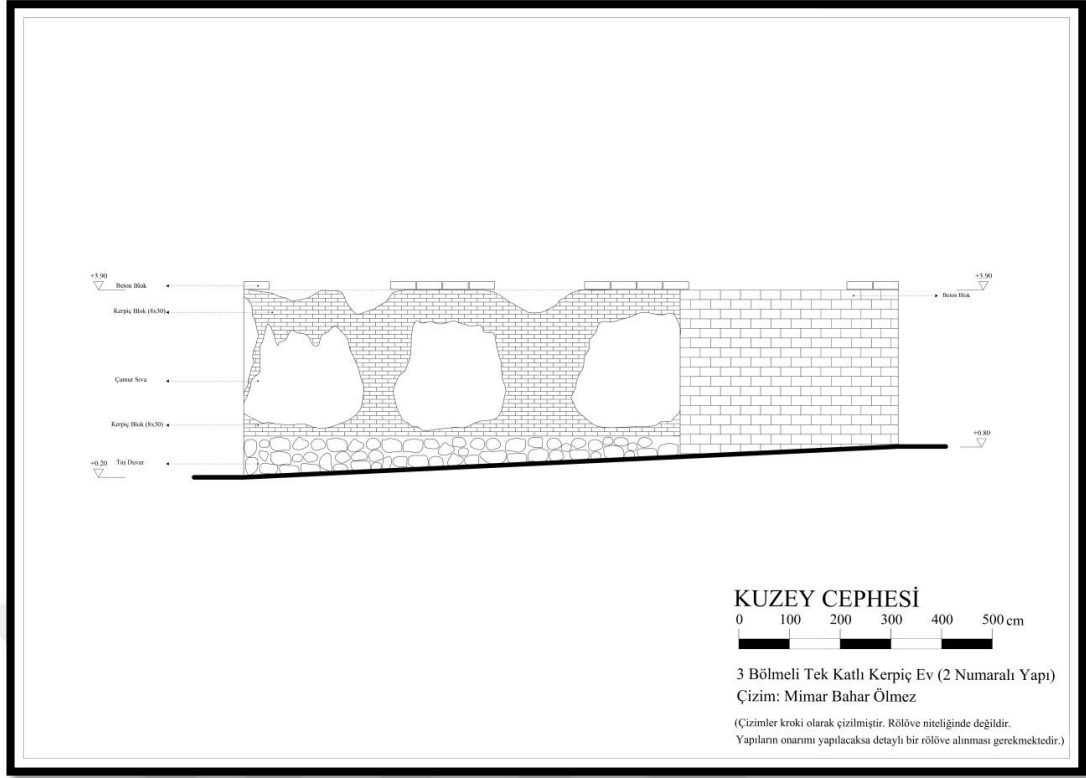 +3.90
Beton Blok
Kerpiç Blok (8x30)
Çamur Sıva
Kerpiç Blok (8x30)
+0.20
Taş Duvar
+3.90
Beton Blok
+0.80
KUZEY CEPHESİ
0 100 200 300 400 500 cm
3 Bölmeli Tek Katlı Kerpiç Ev (2 Numaralı Yapı)
Çizim: Mimar Bahar Ölmez
(Çizimler kroki olarak çizilmiştir. Rölöve niteliğinde değildir.
Yapıların onarımı yapılacaksa detaylı bir rölöve alınması gerekmektedir.)